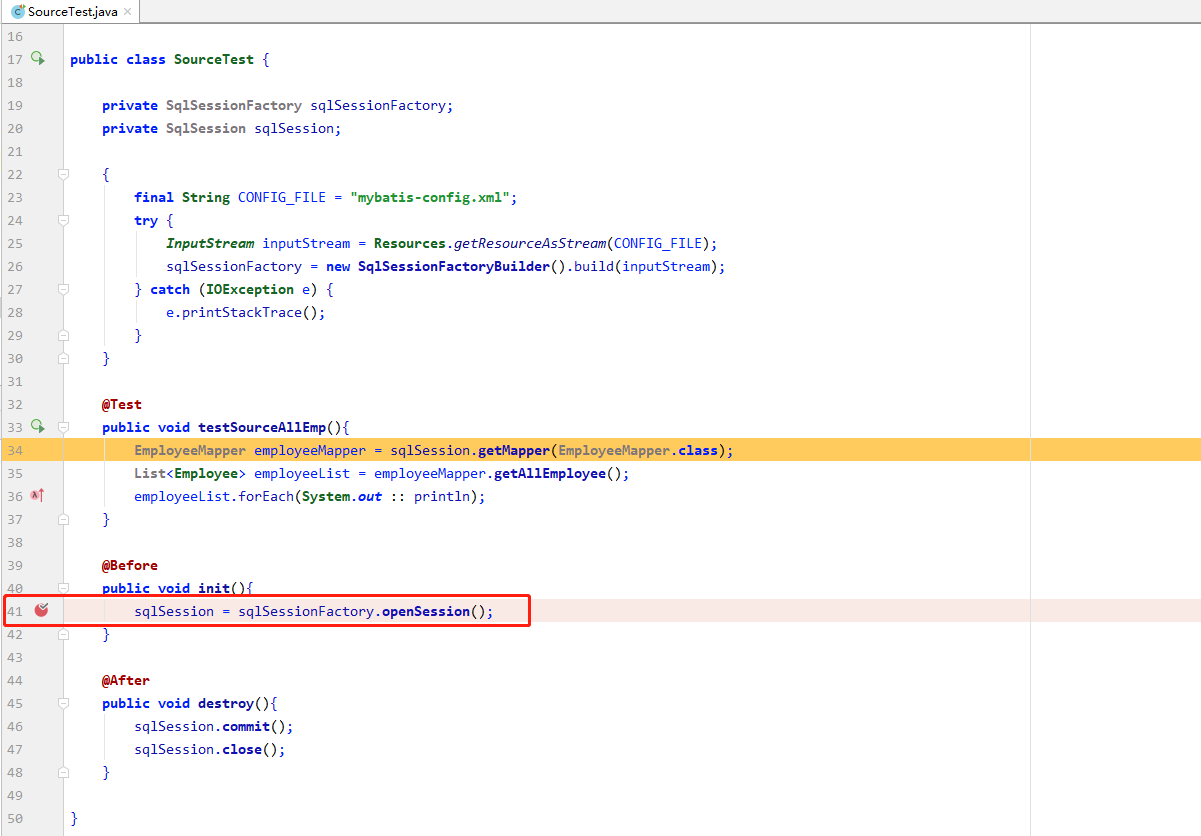 SourceTest.java
16
17 public class SourceTest {
18
19 private SqlSessionFactory sqlSessionFactory;
20 private SqlSession sqlSession;
21
22 {
23 final String CONFIG_FILE = "mybatis-config.xml";
24 try {
25 InputStream inputStream = Resources.getResourceAsStream(CONFIG_FILE);
26 sqlSessionFactory = new SqlSessionFactoryBuilder().build(inputStream);
27 } catch (IOException e) {
28 e.printStackTrace();
29 }
30 }
31
32 @Test
33 public void testSourceAllEmp(){
34 EmployeeMapper employeeMapper = sqlSession.getMapper(EmployeeMapper.class);
35 List<Employee> employeeList = employeeMapper.getAllEmployee();
36 employeeList.forEach(System.out :: println);
37 }
38
39 @Before
40 public void init(){
41 sqlSession = sqlSessionFactory.openSession();
42 }
43
44 @After
45 public void destroy(){
46 sqlSession.commit();
47 sqlSession.close();
48 }
49
50 }